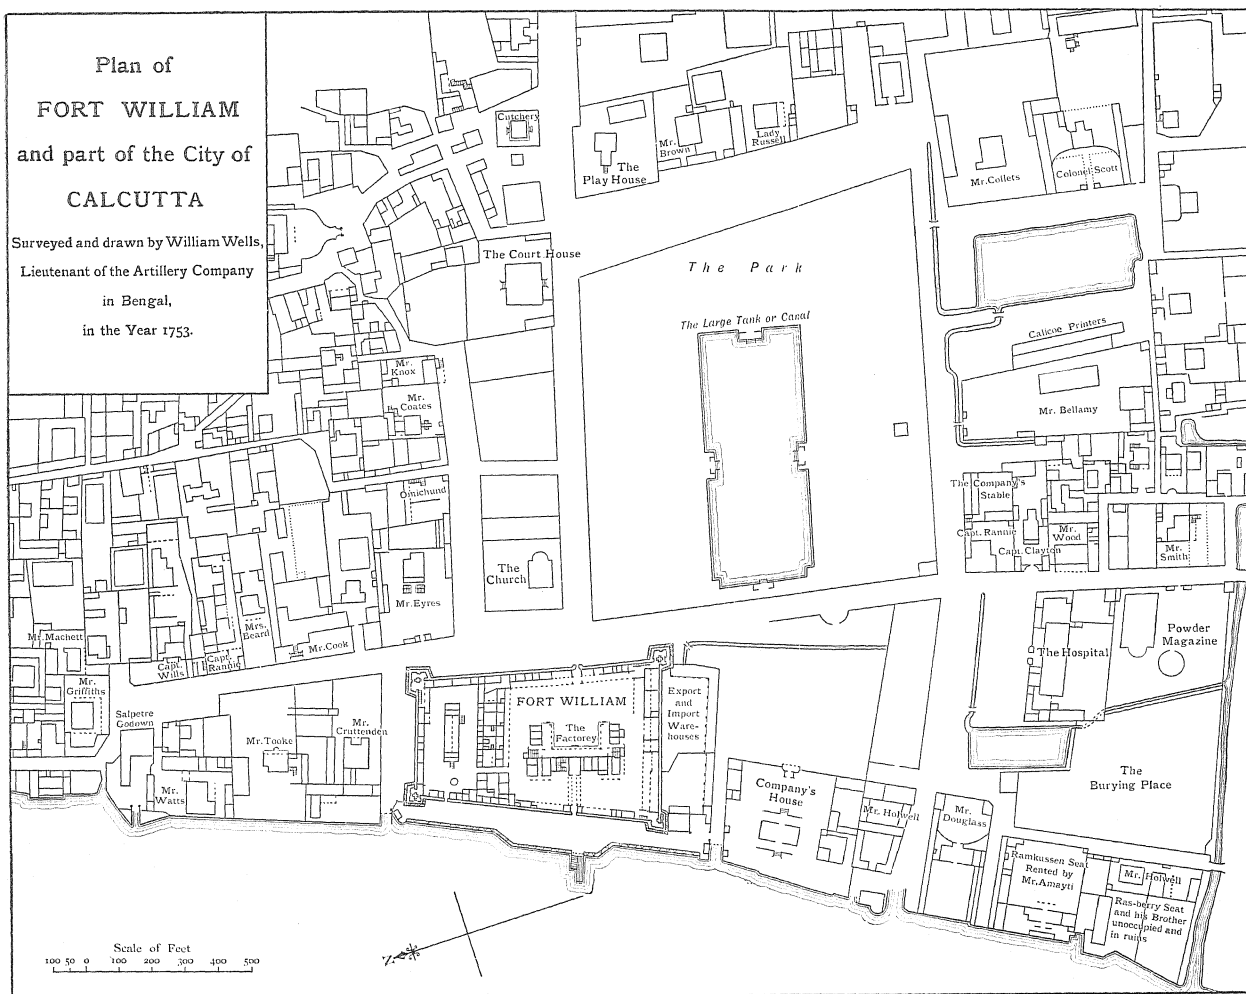 Plan of
FORT WILLIAM
and part of the City of
CALCUTTA
Surveyed and drawn by William Wells,
Lieutenant of the Artillery Company
in Bengal,
in the Year 1753.
Cutchery
The
Play House
Mr.
Brown
Lady
Russell
Mr. Collets
Colonel Scott
The Court House
The Park
The Large Tank or Canal
Calicoe Printers
Mr. Bellamy
Mr.
Knox
Mr.
Coates
Omichund
The
Church
Mr. Eyres
The Company's
Stable
Capt. Rannie
Capt. Clayton
Mr.
Wood
Mr.
Smith
Mr. Machett
Mr.
Griffiths
Capt.
Wills
Capt.
Rannie
Mrs.
Beard
Mr. Cook
The Hospital
Powder
Magazine
Salpetre
Godown
Mr. Tooke
Mr.
Cruttenden
Mr.
Watts
FORT WILLIAM
The
Factorey
Export
and
Import
Ware-
houses
Company's
House
Mr. Holwell
Mr.
Douglass
The
Burying Place
Ramkussen Seat
Rented by
Mr. Amayti
Mr. Holwell
Ras-berry Seat
and his Brother
unoccupied and
in ruins
N.
Scale of Feet
100 50 0 100 200 300 400 500